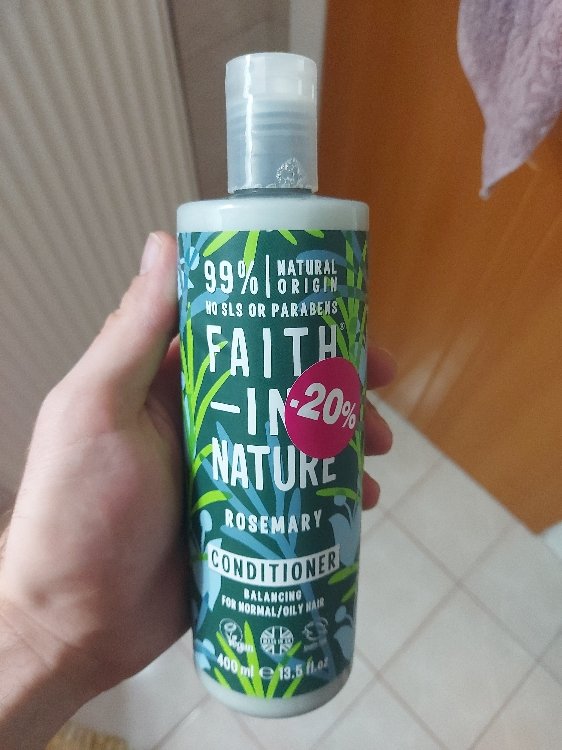 99% | NATURAL ORIGIN
NO SLS OR PARABENS
FAITH®
-IN
-20%
NATURE
ROSEMARY
CONDITIONER
BALANCING
FOR NORMAL/OILY HAIR
Vegan
400 ml e 13.5 fl oz